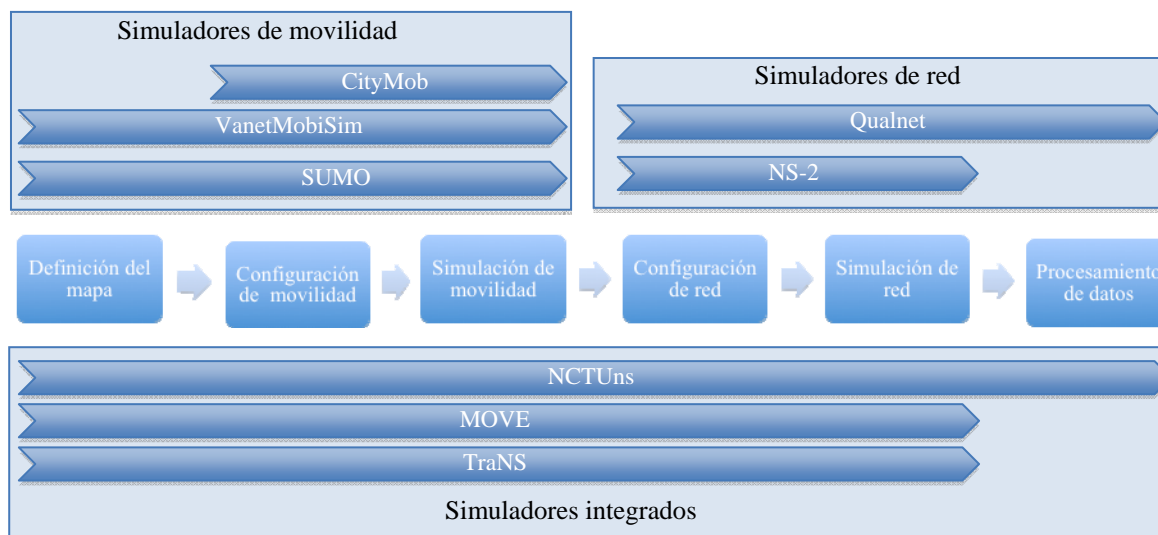 Simuladores de movilidad
CityMob
VanetMobiSim
SUMO
Simuladores de red
Qualnet
NS-2
Definición del
mapa
Configuración
de movilidad
Simulación de
movilidad
Configuración
de red
Simulación de
red
Procesamiento
de datos
NCTUns
MOVE
TraNS
Simuladores integrados